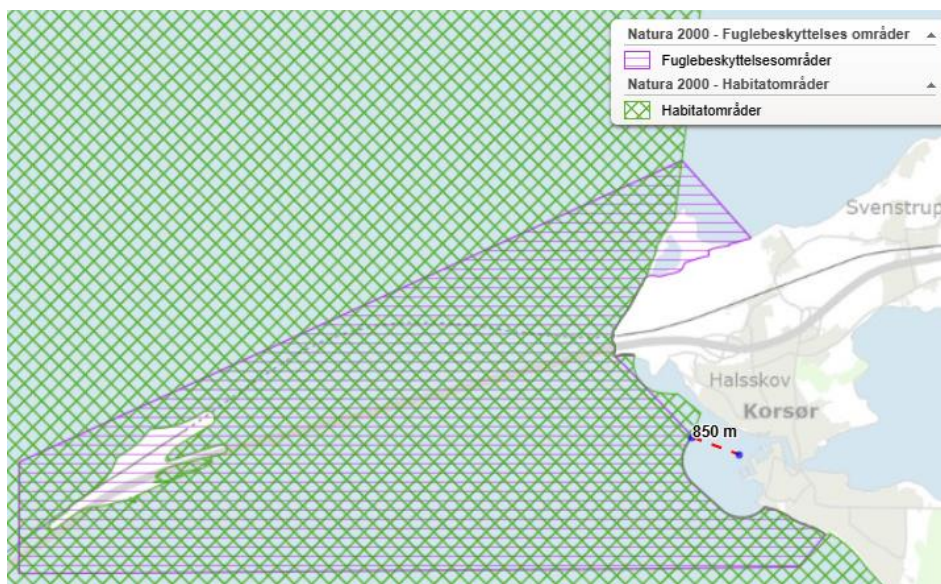 Natura 2000 - Fuglebeskyttelses områder
Fuglebeskyttelsesområder
Natura 2000 - Habitatområder
Habitatområder
Svenstrup
Halsskov
Korsør
850 m